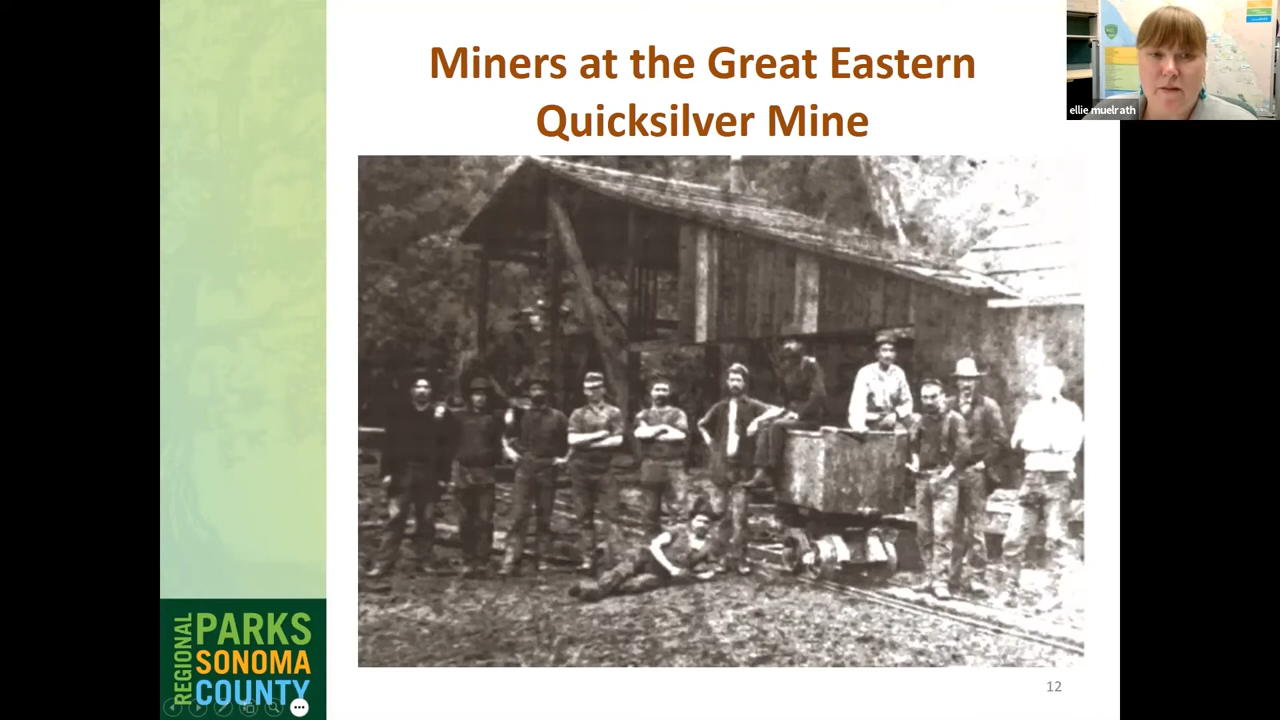 Miners at the Great Eastern
Quicksilver Mine
ellie muelrath
REGIONAL
PARKS
SONOMA
COUNTY
12